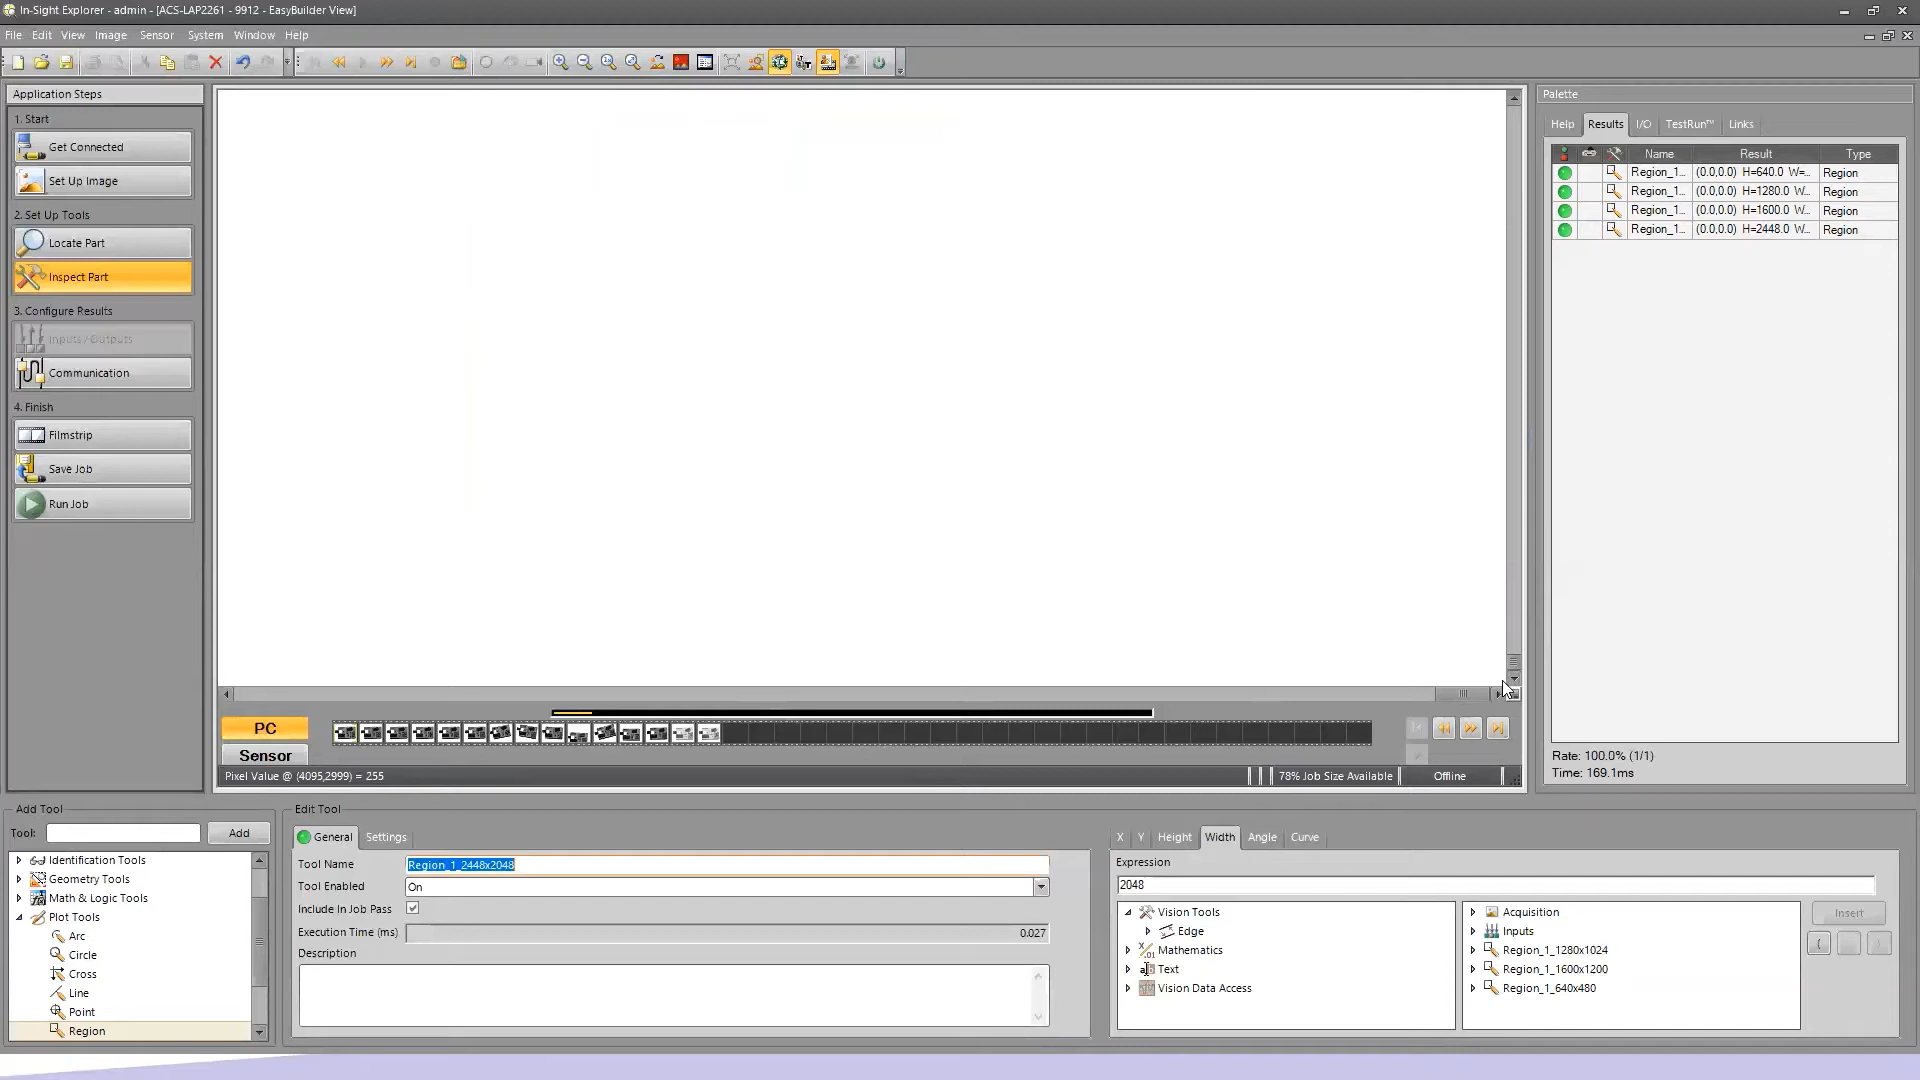 In-Sight Explorer - admin - [ACS-LAP2261 - 9912 - EasyBuilder View]
File Edit View Image Sensor System Window Help
Application Steps
1. Start
Get Connected
Set Up Image
2. Set Up Tools
Locate Part
Inspect Part
3. Configure Results
Inputs / Outputs
Communication
4. Finish
Filmstrip
Save Job
Run Job
PC
Sensor
Pixel Value @ (4095,2999) = 255
78% Job Size Available
Offline
Palette
Help Results I/O TestRun™ Links
Name Result Type
Region_1... (0.0,0.0) H=640.0 W=... Region
Region_1... (0.0,0.0) H=1280.0 W... Region
Region_1... (0.0,0.0) H=1600.0 W... Region
Region_1... (0.0,0.0) H=2448.0 W... Region
Rate: 100.0% (1/1)
Time: 169.1ms
Add Tool
Tool: Add
Identification Tools
Geometry Tools
Math & Logic Tools
Plot Tools
Arc
Circle
Cross
Line
Point
Region
Edit Tool
General Settings
Tool Name Region_1_2448x2048
Tool Enabled On
Include In Job Pass
Execution Time (ms) 0.027
Description
X Y Height Width Angle Curve
Expression
2048
Vision Tools
Edge
Mathematics
Text
Vision Data Access
Acquisition
Inputs
Region_1_1280x1024
Region_1_1600x1200
Region_1_640x480
Insert
(